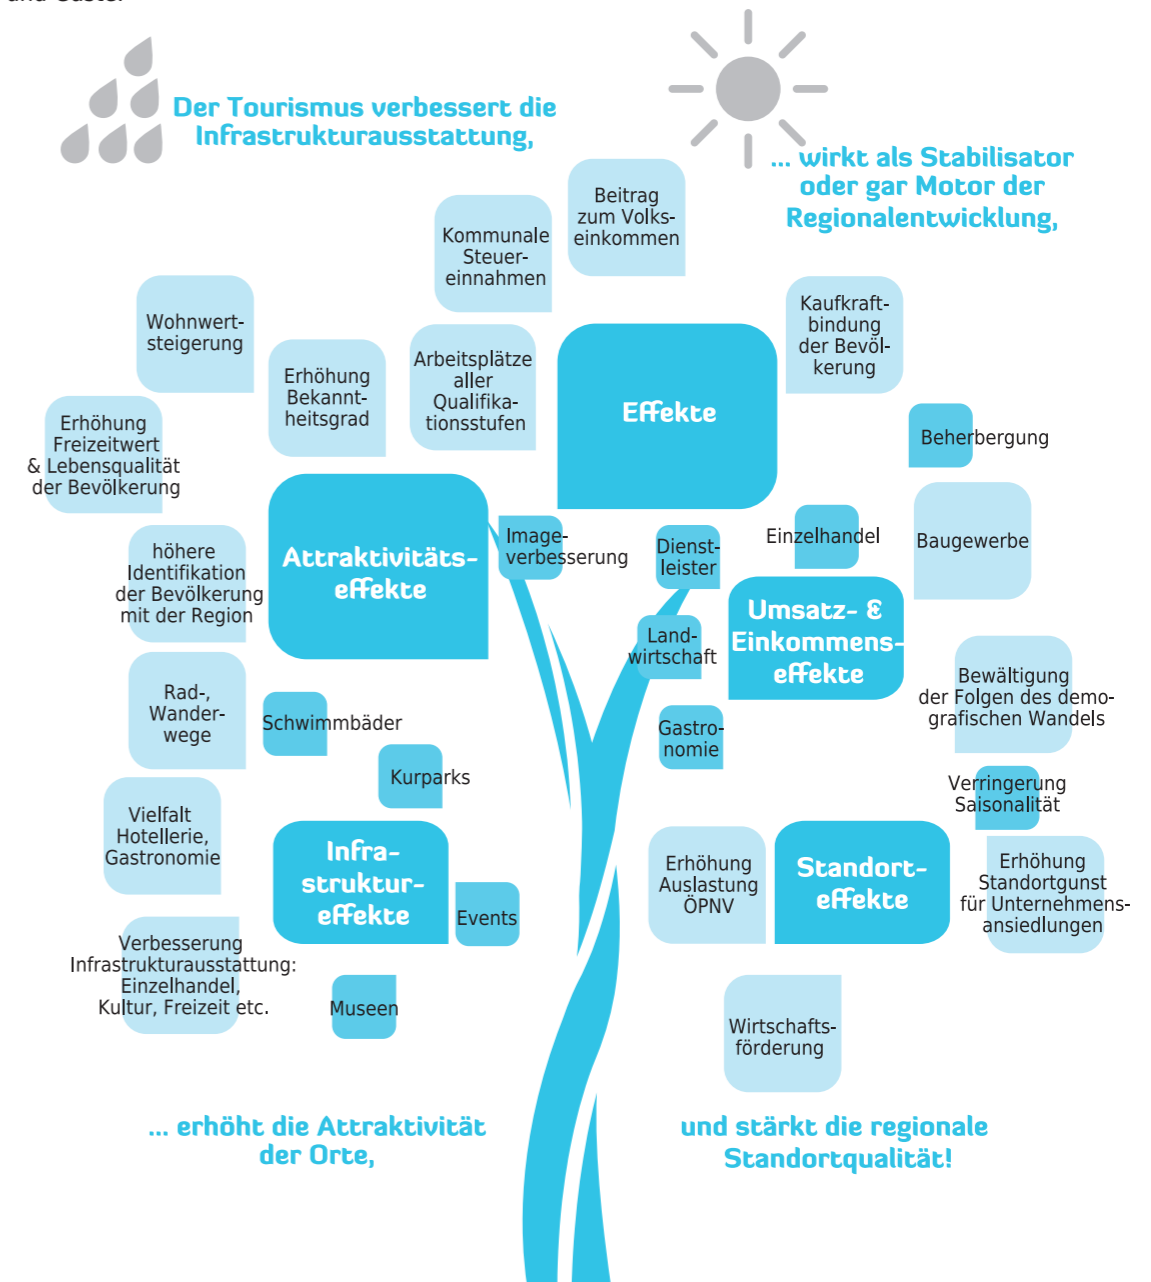 Der Tourismus verbessert die
Infrastrukturausstattung,
... wirkt als Stabilisator
oder gar Motor der
Regionalentwicklung,
Beitrag
zum Volks-
einkommen
Kommunale
Steuer-
einnahmen
Wohnwert-
steigerung
Kaufkraft-
bindung
der Bevöl-
kerung
Erhöhung
Bekannt-
heitsgrad
Arbeitsplätze
aller
Qualifika-
tionsstufen
Effekte
Erhöhung
Freizeitwert
& Lebensqualität
der Bevölkerung
Beherbergung
Attraktivitäts-
effekte
Image-
verbesserung
Dienst-
leister
Einzelhandel
Baugewerbe
höhere
Identifikation
der Bevölkerung
mit der Region
Umsatz- &
Einkommens-
effekte
Land-
wirtschaft
Bewältigung
der Folgen des demo-
grafischen Wandels
Rad-,
Wander-
wege
Schwimmbäder
Gastro-
nomie
Kurparks
Verringerung
Saisonalität
Vielfalt
Hotellerie,
Gastronomie
Infra-
struktur-
effekte
Erhöhung
Auslastung
ÖPNV
Standort-
effekte
Erhöhung
Standortgunst
für Unternehmens-
ansiedlungen
Events
Verbesserung
Infrastrukturausstattung:
Einzelhandel,
Kultur, Freizeit etc.
Museen
Wirtschafts-
förderung
... erhöht die Attraktivität
der Orte,
und stärkt die regionale
Standortqualität!